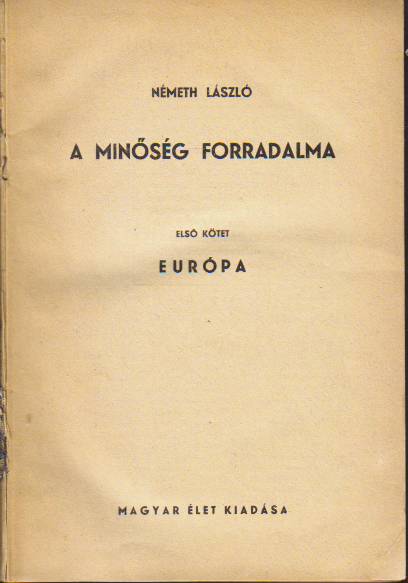 NÉMETH LÁSZLÓ
A MINŐSÉG FORRADALMA
ELSŐ KÖTET
EURÓPA
MAGYAR ÉLET KIADÁSA